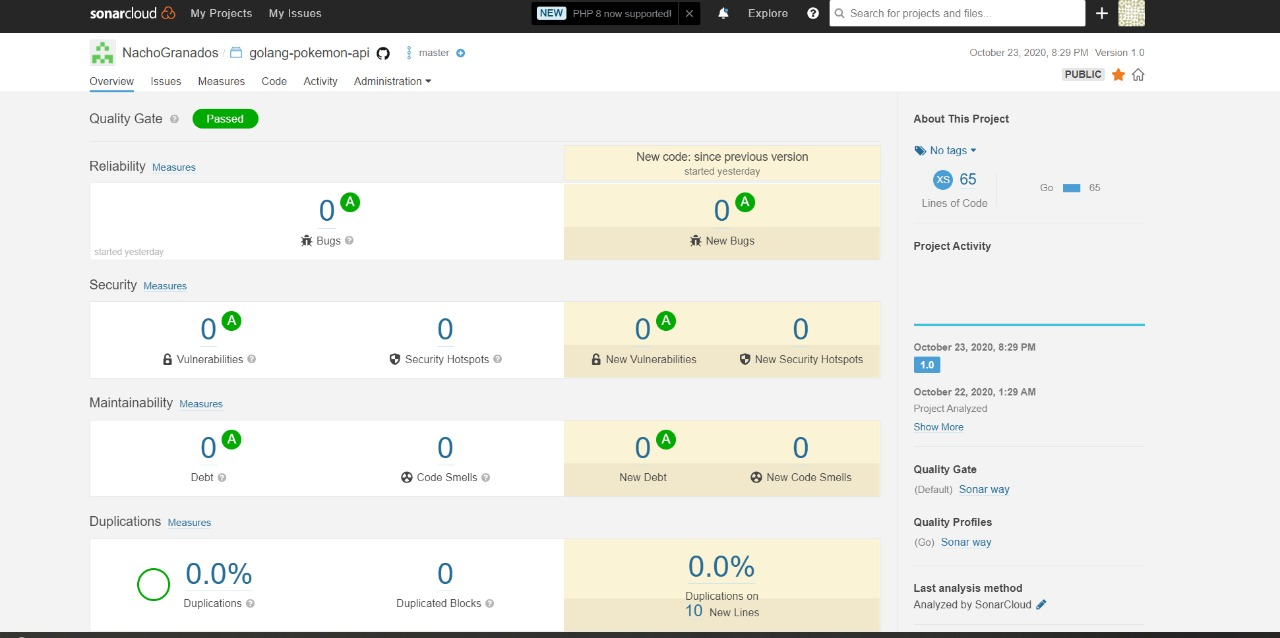 sonarcloud My Projects My Issues NEW PHP 8 now supported! Explore Search for projects and files...
NachoGranados / golang-pokemon-api master October 23, 2020, 8:29 PM Version 1.0
Overview Issues Measures Code Activity Administration PUBLIC
Quality Gate Passed
Reliability Measures
New code: since previous version
started yesterday
0 A
Bugs
started yesterday
0 A
New Bugs
Security Measures
0 A
Vulnerabilities
0
Security Hotspots
0 A
New Vulnerabilities
0
New Security Hotspots
Maintainability Measures
0 A
Debt
0
Code Smells
0 A
New Debt
0
New Code Smells
Duplications Measures
0.0%
Duplications
0
Duplicated Blocks
0.0%
Duplications on
10 New Lines
About This Project
No tags
XS 65
Lines of Code
Go 65
Project Activity
October 23, 2020, 8:29 PM
1.0
October 22, 2020, 1:29 AM
Project Analyzed
Show More
Quality Gate
(Default) Sonar way
Quality Profiles
(Go) Sonar way
Last analysis method
Analyzed by SonarCloud